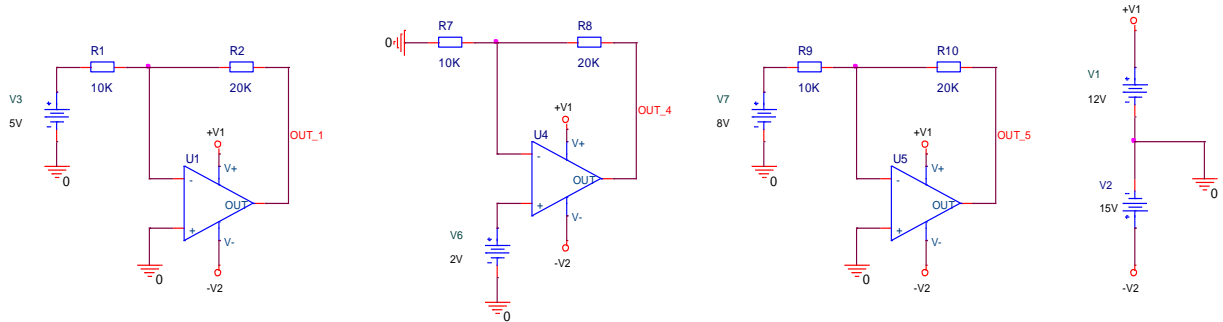 R1
10K
R2
20K
V3
5V
+
-
0
U1
-
+
OUT
V+
V-
+V1
-V2
0
OUT_1
0
R7
10K
R8
20K
U4
-
+
OUT
V+
V-
+V1
-V2
V6
2V
+
-
0
OUT_4
R9
10K
R10
20K
V7
8V
+
-
0
U5
-
+
OUT
V+
V-
+V1
-V2
0
OUT_5
+V1
V1
12V
+
-
0
V2
15V
-
+
-V2